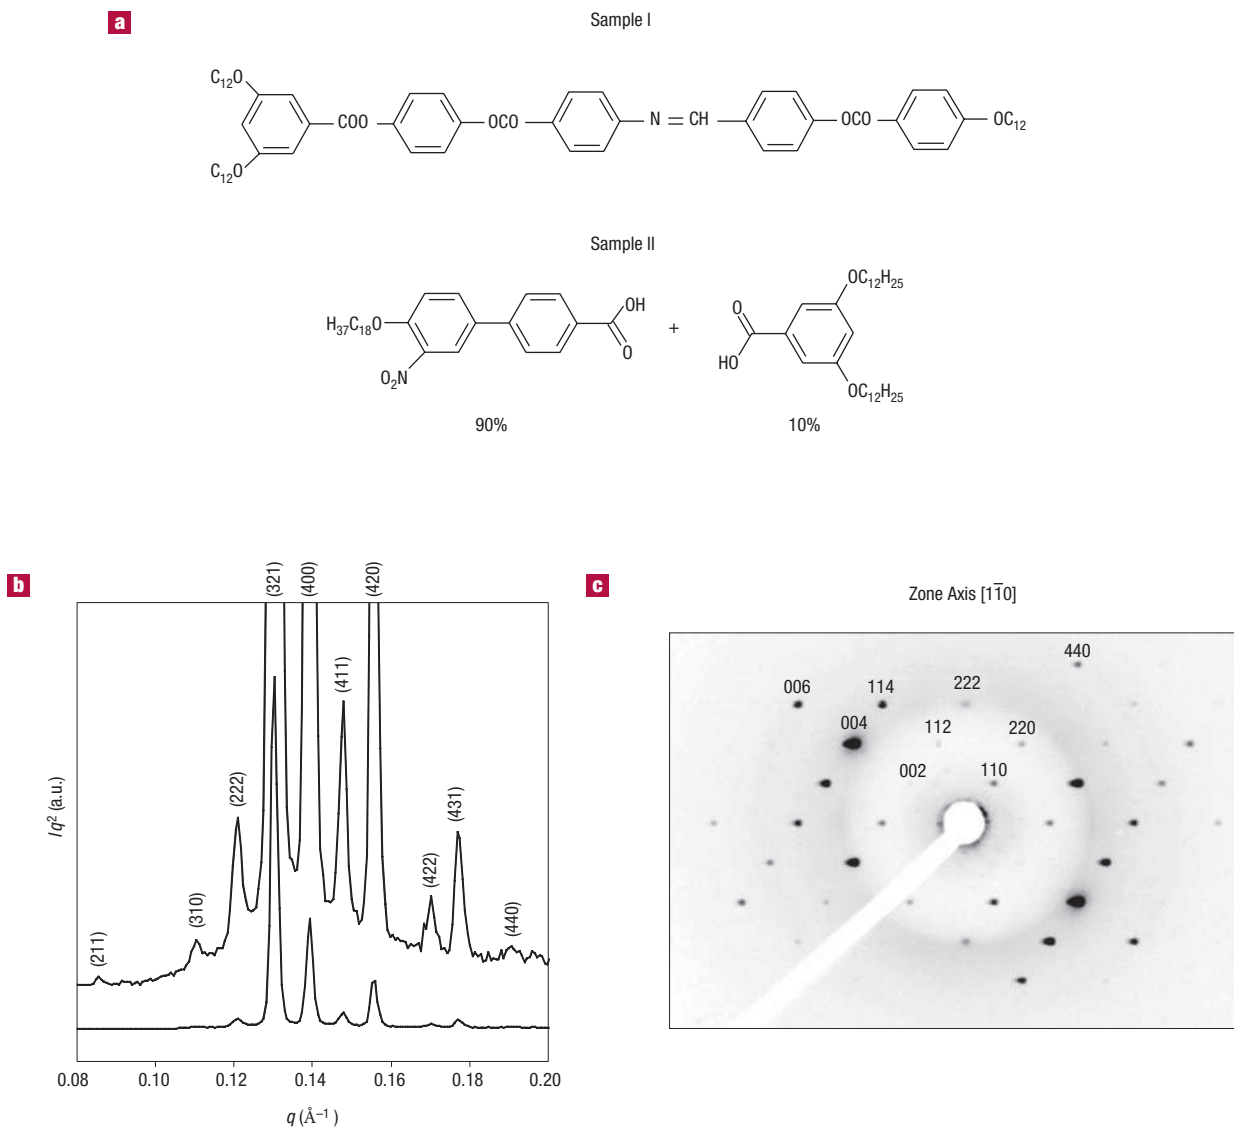 a
Sample I
C12O
C12O
COO
OCO
N = CH
OCO
OC12
Sample II
H37C18O
O2N
OH
O
90%
+
O
HO
OC12H25
OC12H25
10%
b
(211)
(310)
(222)
(321)
(400)
(411)
(420)
(422)
(431)
(440)
Iq² (a.u.)
0.08 0.10 0.12 0.14 0.16 0.18 0.20
q (Å⁻¹)
c
Zone Axis [11̄0]
440
006 114 222
004 112 220
002 110